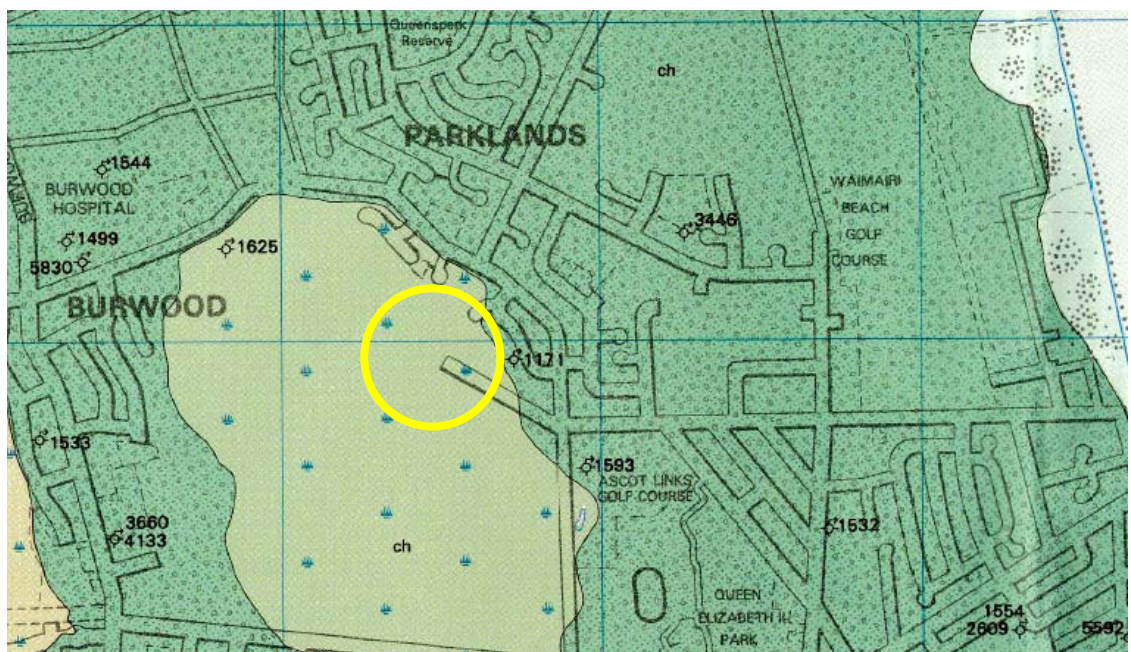 Queenspark
Reserve
ch
PARKLANDS
1544
BURWOOD
HOSPITAL
WAIMAIRI
BEACH
GOLF
COURSE
1499
5830
1625
3446
BURWOOD
1171
1533
1593
ASCOT LINKS
GOLF COURSE
3660
4133
ch
1532
QUEEN
ELIZABETH II
PARK
1554
2609
5592